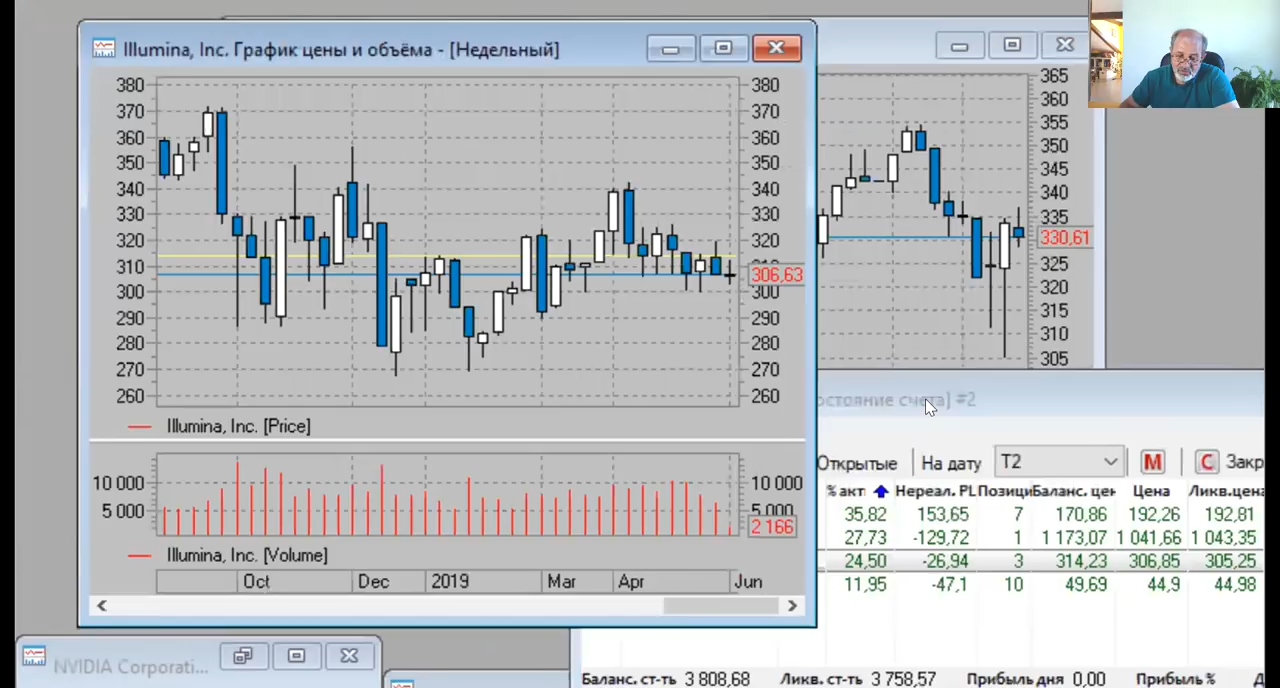 Illumina, Inc. График цены и объёма - [Недельный]
380 380
370 370
360 360
350 350
340 340
330 330
320 320
310 310
306,63
300 300
290 290
280 280
270 270
260 260
Illumina, Inc. [Price]
10 000 10 000
5 000 5 000
2 166
Illumina, Inc. [Volume]
Oct Dec 2019 Mar Apr Jun
365
360
355
350
345
340
335
330,61
325
320
315
310
305
остояние счета] #2
Открытые На дату T2 M C Закр
% акт Нереал. PL Позици Баланс. цен Цена Ликв.цена
35,82 153,65 7 170,86 192,26 192,81
27,73 -129,72 1 1 173,07 1 041,66 1 043,35
24,50 -26,94 3 314,23 306,85 305,25
11,95 -47,1 10 49,69 44,9 44,98
Баланс. ст-ть 3 808,68 Ликв. ст-ть 3 758,57 Прибыль дня 0,00 Прибыль %
NVIDIA Corporati...